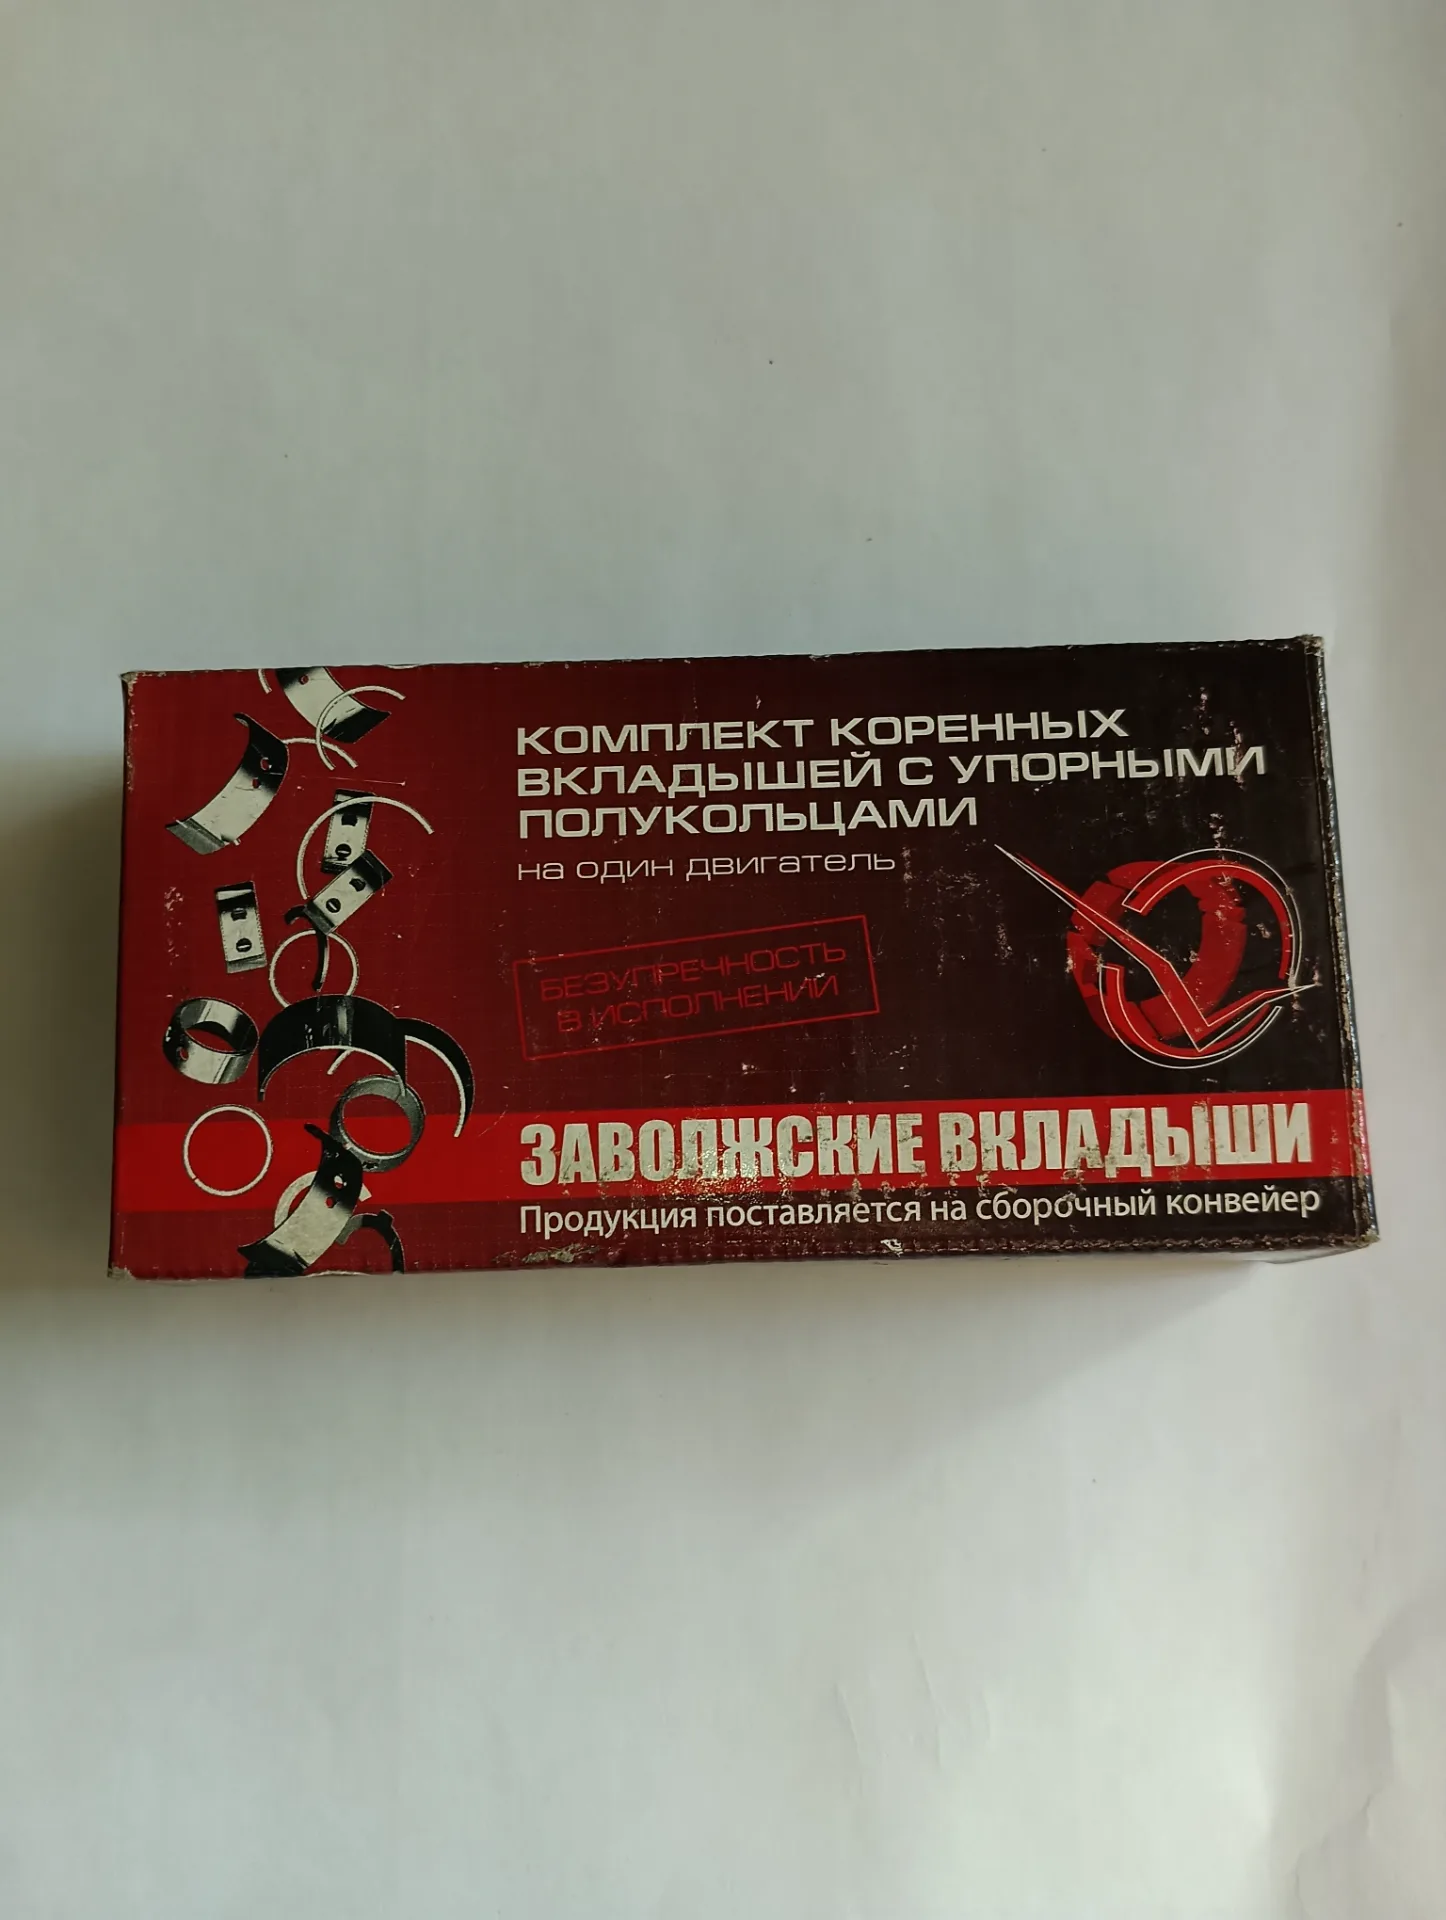 КОМПЛЕКТ КОРЕННЫХ
ВКЛАДЫШЕЙ С УПОРНЫМИ
ПОЛУКОЛЬЦАМИ
на один двигатель
БЕЗУПРЕЧНОСТЬ
В ИСПОЛНЕНИИ
ЗАВОЛЖСКИЕ ВКЛАДЫШИ
Продукция поставляется на сборочный конвейер